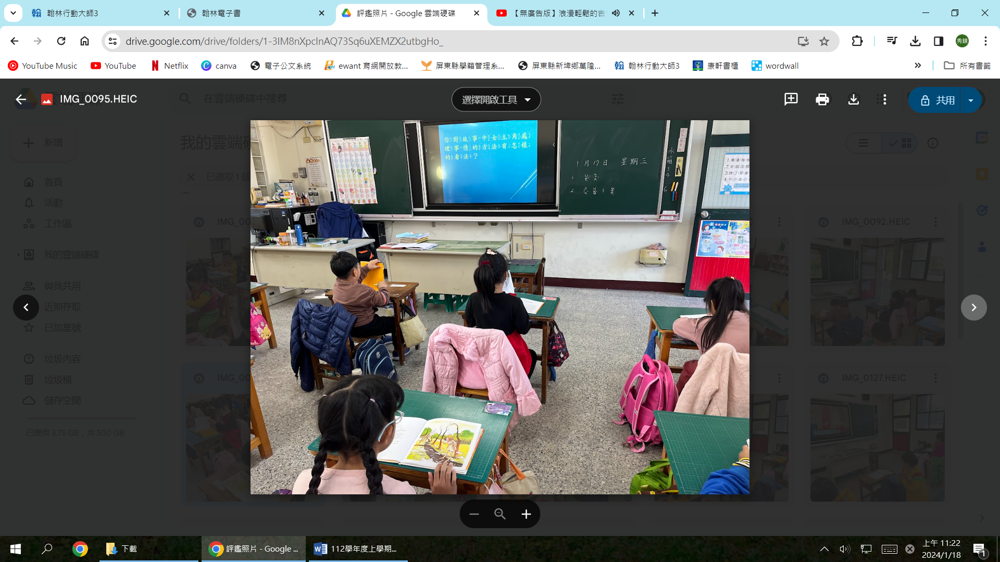 翰林行動大師3
翰林電子書
評鑑照片 - Google 雲端硬碟
【無廣告版】浪漫輕鬆的吉
drive.google.com/drive/folders/1-3IM8nXpcInAQ73Sq6uXEMZX2utbgHo_
秀鎂
YouTube Music
YouTube
Netflix
canva
電子公文系統
ewant 育網開放教...
屏東縣學籍管理系...
屏東縣新埤鄉萬隆...
翰林行動大師3
康軒書櫃
wordwall
所有書籤
IMG_0095.HEIC
在雲端硬碟中搜尋
選擇開啟工具
共用
新增
我的雲端硬
已選取 1 個
首頁
活動
工作區
我的雲端硬碟
與我共用
近期存取
已加星號
垃圾內容
垃圾桶
儲存空間
已使用 3.75 GB，共 500 GB
IMG_00
IMG_0092.HEIC
IMG_00
IMG_0127.HEIC
你對故事中女主角處
理事情的方法有怎樣
的看法？
1月17日 星期三
水
箱
3
4
6
下載
評鑑照片 - Google ...
112學年度上學期...
上午 11:22
2024/1/18
1